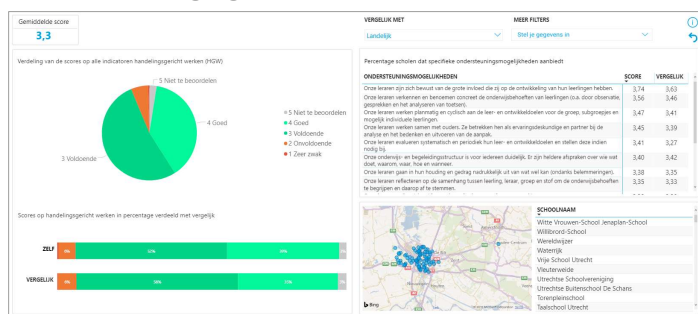 Gemiddelde score
3,3
VERGELIJK MET
Landelijk
MEER FILTERS
Stel je gegevens in
Verdeling van de scores op alle indicatoren handelingsgericht werken (HGW)
5 Niet te beoordelen
4 Goed
3 Voldoende
5 Niet te beoordelen
4 Goed
3 Voldoende
2 Onvoldoende
1 Zeer zwak
Percentage scholen dat specifieke ondersteuningsmogelijkheden aanbiedt
ONDERSTEUNINGSMOGELIJKHEDEN SCORE VERGELIJK
Onze leraren zijn zich bewust van de grote invloed die zij op de ontwikkeling van hun leerlingen hebben. 3,74 3,63
Onze leraren verkennen en benoemen concreet de onderwijsbehoeften van leerlingen (o.a. door observatie, 3,56 3,46
gesprekken en het analyseren van toetsen).
Onze leraren werken planmatig en cyclisch aan de leer- en ontwikkeldoelen voor de groep, subgroepjes en 3,47 3,41
mogelijk individuele leerlingen.
Onze leraren werken samen met ouders. Ze betrekken hen als ervaringsdeskundige en partner bij de 3,45 3,39
analyse en het bedenken en uitvoeren van de aanpak.
Onze leraren evalueren systematisch en periodiek hun leer- en ontwikkeldoelen en stellen deze indien 3,41 3,27
nodig bij.
Onze onderwijs- en begeleidingsstructuur is voor iedereen duidelijk. Er zijn heldere afspraken over wie wat 3,40 3,42
doet, waarom, waar, hoe en wanneer.
Onze leraren gaan in hun houding en gedrag nadrukkelijk uit van wat wel kan (ondanks belemmeringen). 3,38 3,35
Onze leraren reflecteren op de samenhang tussen leerling, leraar, groep en stof om de onderwijsbehoeften 3,35 3,33
te begrijpen en daarop af te stemmen.
Scores op handelingsgericht werken in percentage verdeeld met vergelijk
ZELF
VERGELIJK
Bing
SCHOOLNAAM
Witte Vrouwen-School Jenaplan-School
Willibrord-School
Wereldwijzer
Waterrijk
Vrije School Utrecht
Vleuterweide
Utrechtse Schoolvereniging
Utrechtse Buitenschool De Schans
Torenpleinschool
Taalschool Utrecht